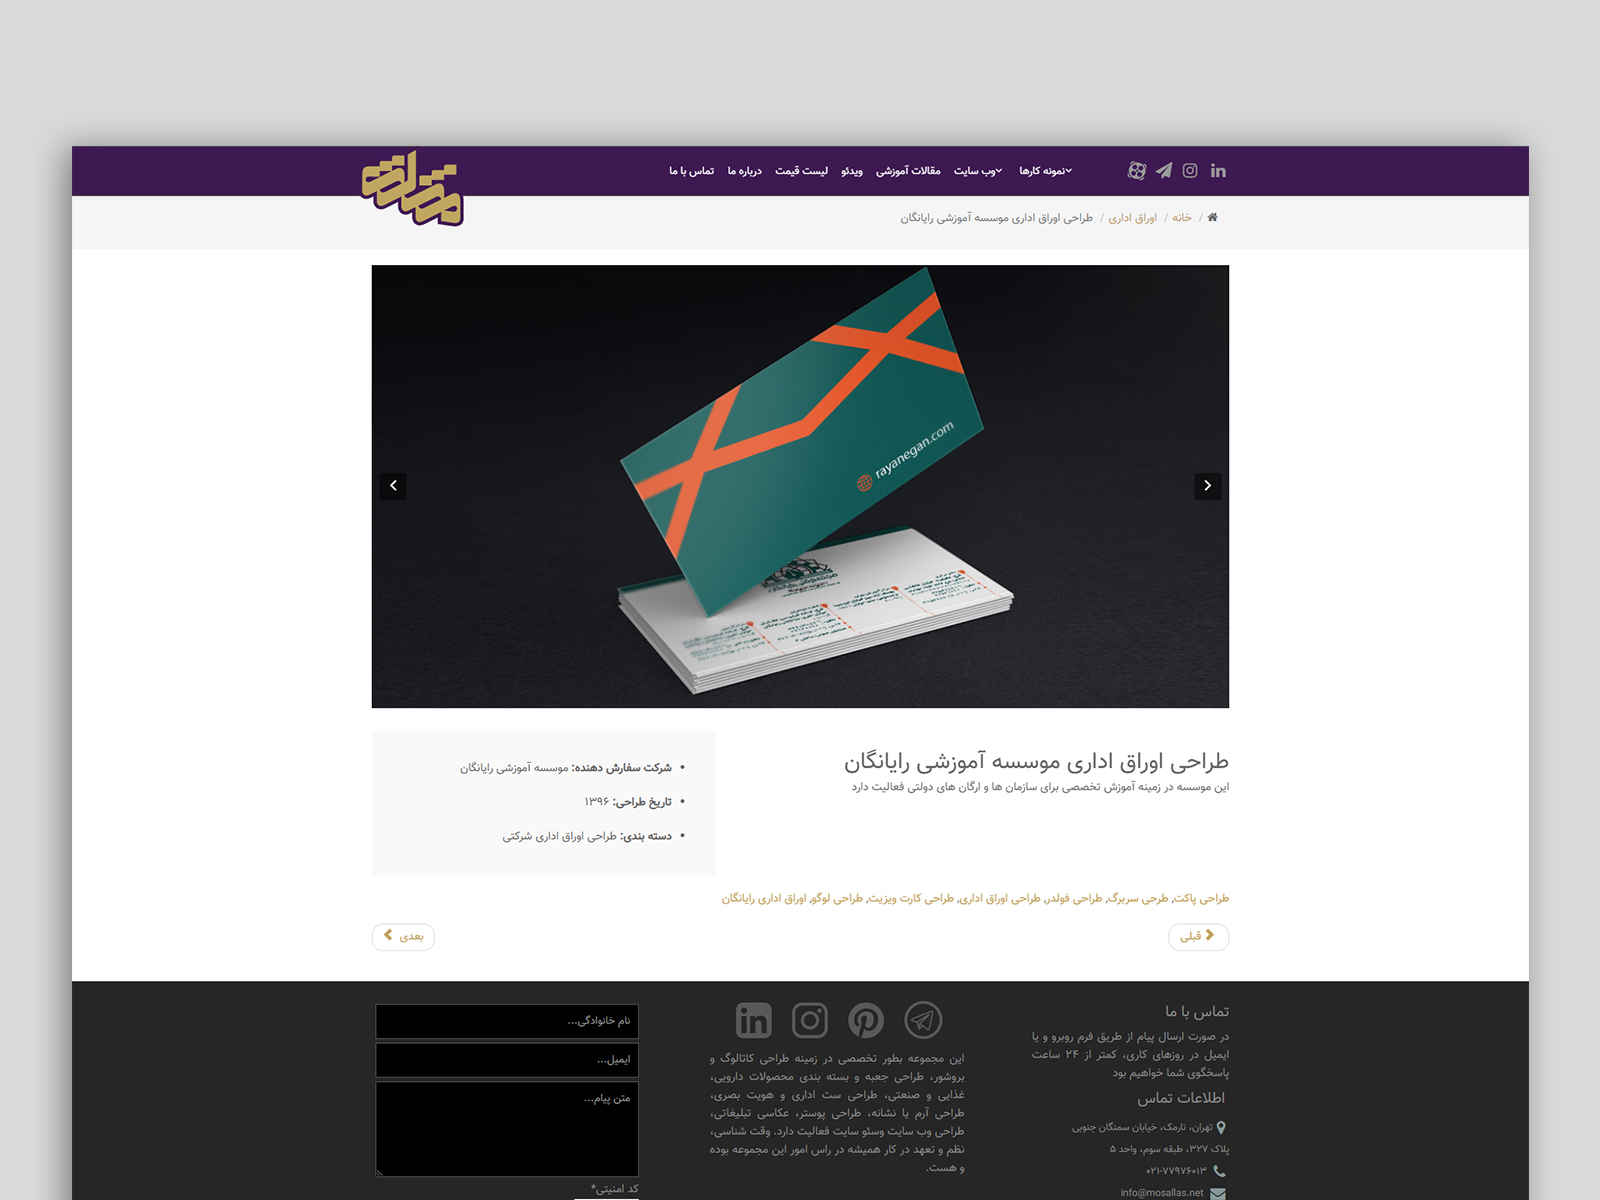 نمونه کارها
وب سایت
مقالات آموزشی
ویدئو
لیست قیمت
درباره ما
تماس با ما
خانه / اوراق اداری / طراحی اوراق اداری موسسه آموزشی رایانگان
rayanegan.com
طراحی اوراق اداری موسسه آموزشی رایانگان
این موسسه در زمینه آموزش تخصصی برای سازمان ها و ارگان های دولتی فعالیت دارد
شرکت سفارش دهنده: موسسه آموزشی رایانگان
تاریخ طراحی: ۱۳۹۶
دسته بندی: طراحی اوراق اداری شرکتی
طراحی پاکت, طرحی سربرگ, طراحی فولدر, طراحی اوراق اداری, طراحی کارت ویزیت, طراحی لوگو, اوراق اداری رایانگان
قبلی
بعدی
تماس با ما
در صورت ارسال پیام از طریق فرم روبرو و یا
ایمیل در روزهای کاری، کمتر از ۲۴ ساعت
پاسخگوی شما خواهیم بود
اطلاعات تماس
تهران، نارمک، خیابان سمنگان جنوبی
پلاک ۳۲۷، طبقه سوم، واحد ۵
۰۲۱-۷۷۹۷۶۰۱۳
info@mosallas.net
این مجموعه بطور تخصصی در زمینه طراحی کاتالوگ و
بروشور، طراحی جعبه و بسته بندی محصولات دارویی،
غذایی و صنعتی، طراحی ست اداری و هویت بصری،
طراحی آرم یا نشانه، طراحی پوستر، عکاسی تبلیغاتی،
طراحی وب سایت وسئو سایت فعالیت دارد. وقت شناسی،
نظم و تعهد در کار همیشه در راس امور این مجموعه بوده
و هست.
نام خانوادگی...
ایمیل...
متن پیام...
کد امنیتی*